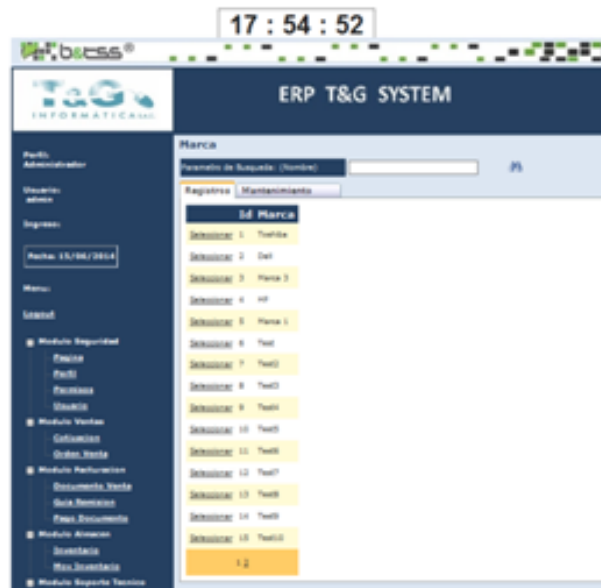 17 : 54 : 52
b&tss®
T&G
INFORMATICA s.a.c.
ERP T&G SYSTEM
Perfil:
Administrador
Usuario:
admin
Ingreso:
Fecha: 15/06/2014
Menu:
Logout
Modulo Seguridad
Pagina
Perfil
Permisos
Usuario
Modulo Ventas
Cotizacion
Orden Venta
Modulo Facturacion
Documento Venta
Guia Remision
Pago Documento
Modulo Almacen
Inventario
Mov Inventario
Modulo Soporte Tecnico
Marca
Parametro de Busqueda: (Nombre)
Registros Mantenimiento
Id Marca
Seleccionar 1 Toshiba
Seleccionar 2 Dell
Seleccionar 3 Marca 3
Seleccionar 4 HP
Seleccionar 5 Marca 1
Seleccionar 6 Test
Seleccionar 7 Test2
Seleccionar 8 Test3
Seleccionar 9 Test4
Seleccionar 10 Test5
Seleccionar 11 Test6
Seleccionar 12 Test7
Seleccionar 13 Test8
Seleccionar 14 Test9
Seleccionar 15 Test10
1 2